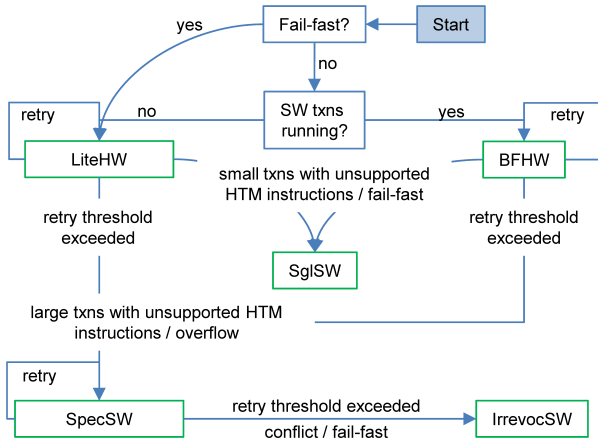 yes
Fail-fast?
Start
no
SW txns
running?
no
yes
retry
retry
LiteHW
BFHW
small txns with unsupported
HTM instructions / fail-fast
retry threshold
exceeded
retry threshold
exceeded
SglSW
large txns with unsupported HTM
instructions / overflow
retry
SpecSW
retry threshold exceeded
conflict / fail-fast
IrrevocSW